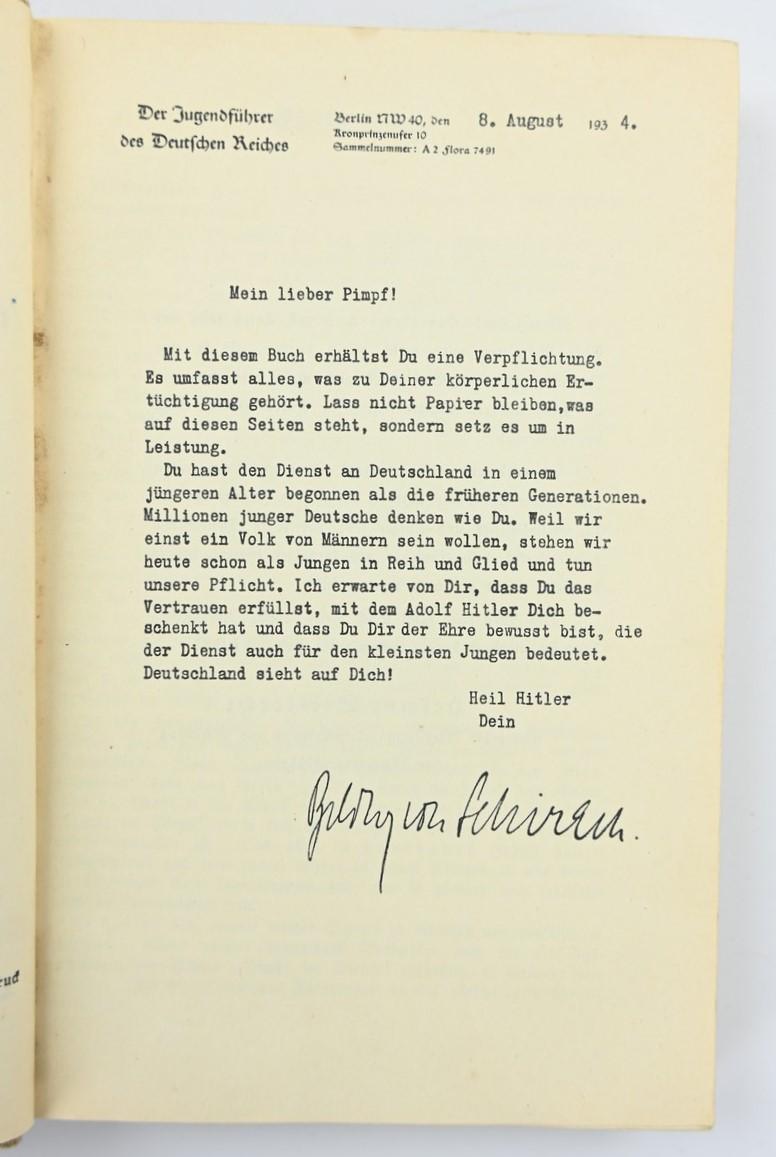 Der Jugendführer
des Deutschen Reiches
Berlin NW 40, den 8. August 193 4.
Kronprinzenufer 10
Sammelnummer: A 2 Flora 7491
Mein lieber Pimpf!
Mit diesem Buch erhältst Du eine Verpflichtung.
Es umfasst alles, was zu Deiner körperlichen Er-
tüchtigung gehört. Lass nicht Papier bleiben,was
auf diesen Seiten steht, sondern setz es um in
Leistung.
Du hast den Dienst an Deutschland in einem
jüngeren Alter begonnen als die früheren Generationen.
Millionen junger Deutsche denken wie Du. Weil wir
einst ein Volk von Männern sein wollen, stehen wir
heute schon als Jungen in Reih und Glied und tun
unsere Pflicht. Ich erwarte von Dir, dass Du das
Vertrauen erfüllst, mit dem Adolf Hitler Dich be-
schenkt hat und dass Du Dir der Ehre bewusst bist, die
der Dienst auch für den kleinsten Jungen bedeutet.
Deutschland sieht auf Dich!
Heil Hitler
Dein
Baldur von Schirach.